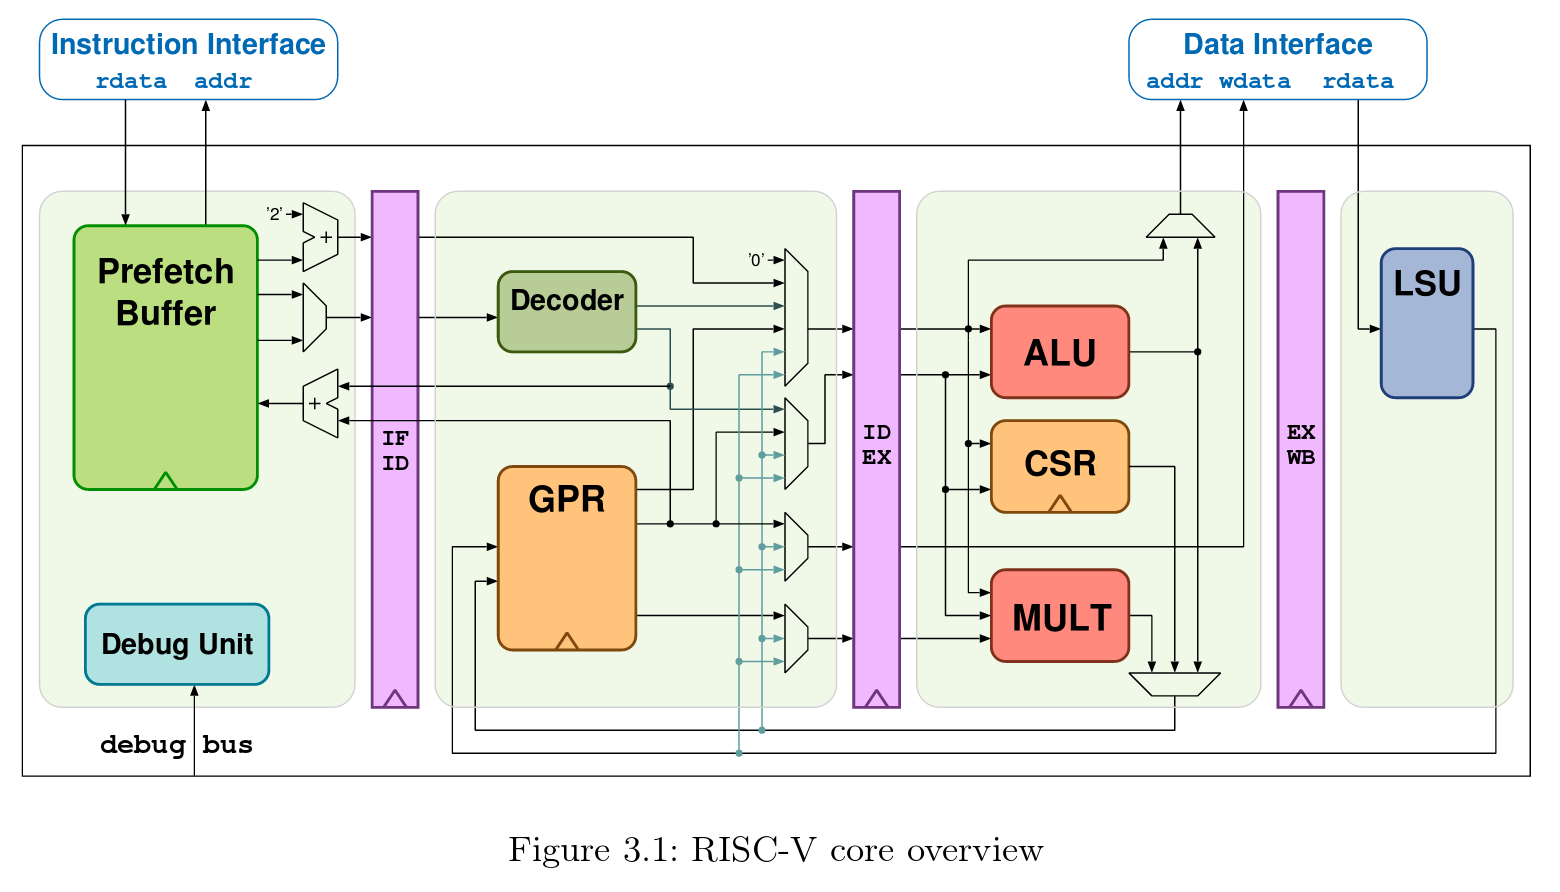 Instruction Interface
rdata addr
Data Interface
addr wdata rdata
'2'
+
Prefetch
Buffer
+
IF
ID
Decoder
'0'
GPR
ID
EX
ALU
CSR
MULT
EX
WB
LSU
Debug Unit
debug bus
Figure 3.1: RISC-V core overview